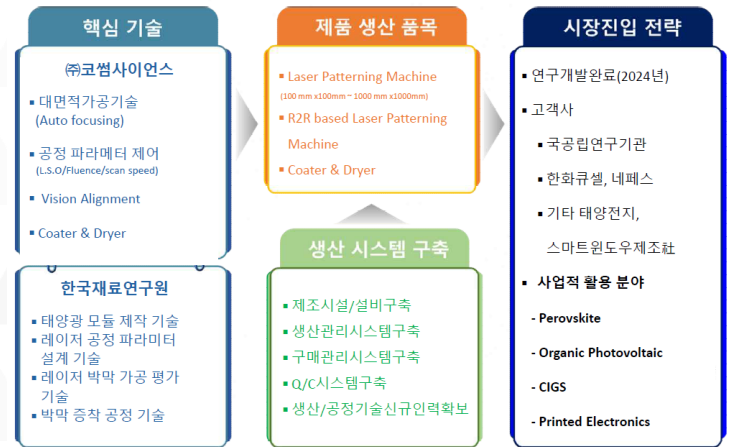 핵심 기술
㈜코썸사이언스
▪ 대면적가공기술
(Auto focusing)
▪ 공정 파라메터 제어
(L.S.O/Fluence/scan speed)
▪ Vision Alignment
▪ Coater & Dryer
한국재료연구원
▪ 태양광 모듈 제작 기술
▪ 레이저 공정 파라미터
설계 기술
▪ 레이저 박막 가공 평가
기술
▪ 박막 증착 공정 기술
제품 생산 품목
▪ Laser Patterning Machine
(100 mm x100mm ~ 1000 mm x1000mm)
▪ R2R based Laser Patterning
Machine
▪ Coater & Dryer
생산 시스템 구축
▪ 제조시설/설비구축
▪ 생산관리시스템구축
▪ 구매관리시스템구축
▪ Q/C시스템구축
▪ 생산/공정기술신규인력확보
시장진입 전략
▪ 연구개발완료(2024년)
▪ 고객사
▪ 국공립연구기관
▪ 한화큐셀, 네페스
▪ 기타 태양전지,
스마트윈도우제조社
▪ 사업적 활용 분야
- Perovskite
- Organic Photovoltaic
- CIGS
- Printed Electronics